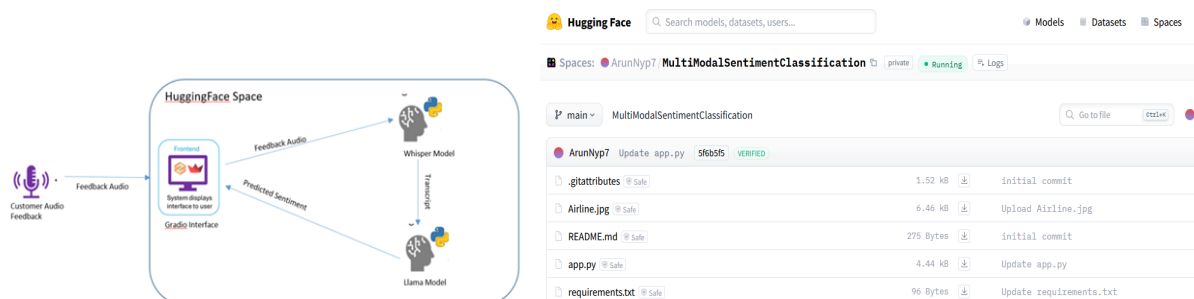 HuggingFace Space
Frontend
System displays
interface to user
Gradio Interface
Customer Audio
Feedback
Feedback Audio
Feedback Audio
Whisper Model
Transcript
Predicted Sentiment
Llama Model
Hugging Face
Search models, datasets, users...
Models
Datasets
Spaces
Spaces: ArunNyp7/MultiModalSentimentClassification private Running Logs
main MultiModalSentimentClassification Go to file Ctrl+K
ArunNyp7 Update app.py 5f6b5f5 VERIFIED
.gitattributes Safe 1.52 kB initial commit
Airline.jpg Safe 6.46 kB Upload Airline.jpg
README.md Safe 275 Bytes initial commit
app.py Safe 4.44 kB Update app.py
requirements.txt Safe 96 Bytes Update requirements.txt